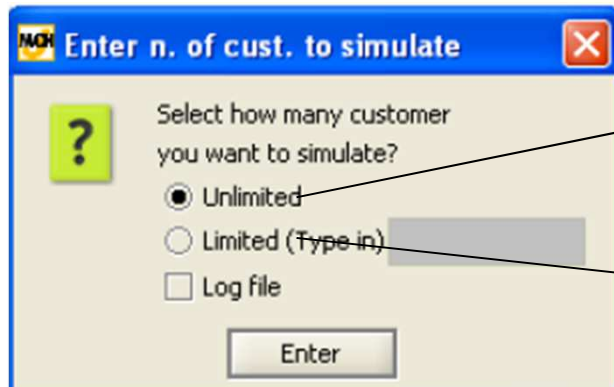 MACH Enter n. of cust. to simulate
?
Select how many customer
you want to simulate?
Unlimited
Limited (Type in)
Log file
Enter